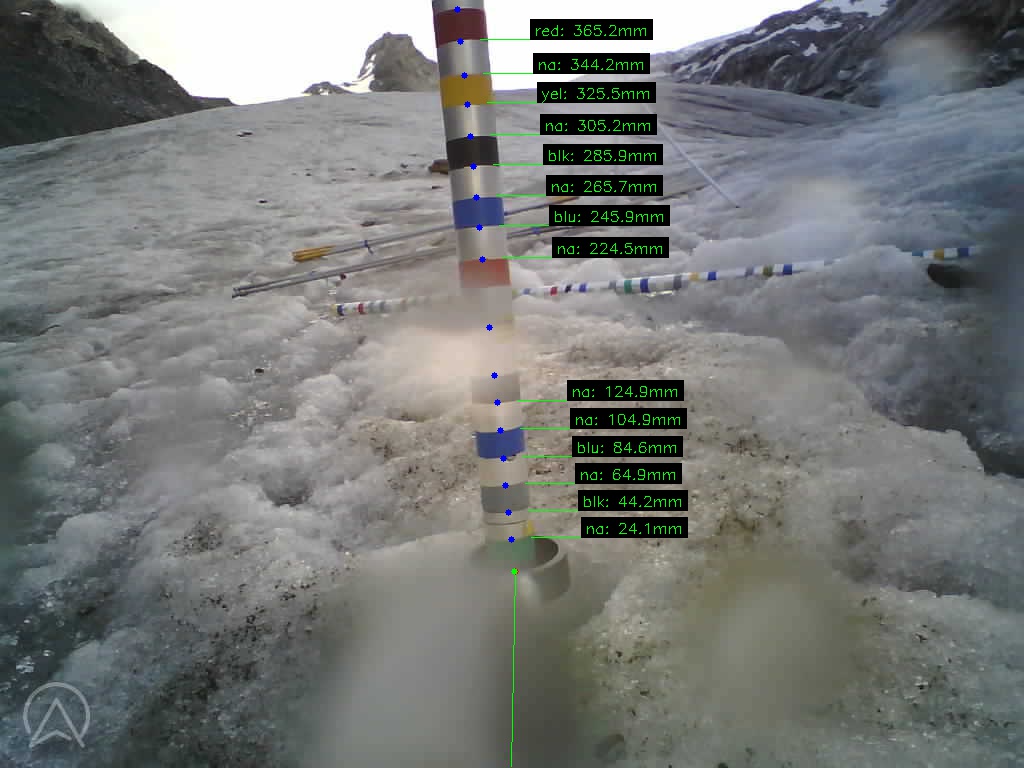 red: 365.2mm
na: 344.2mm
yel: 325.5mm
na: 305.2mm
blk: 285.9mm
na: 265.7mm
blu: 245.9mm
na: 224.5mm
na: 124.9mm
na: 104.9mm
blu: 84.6mm
na: 64.9mm
blk: 44.2mm
na: 24.1mm